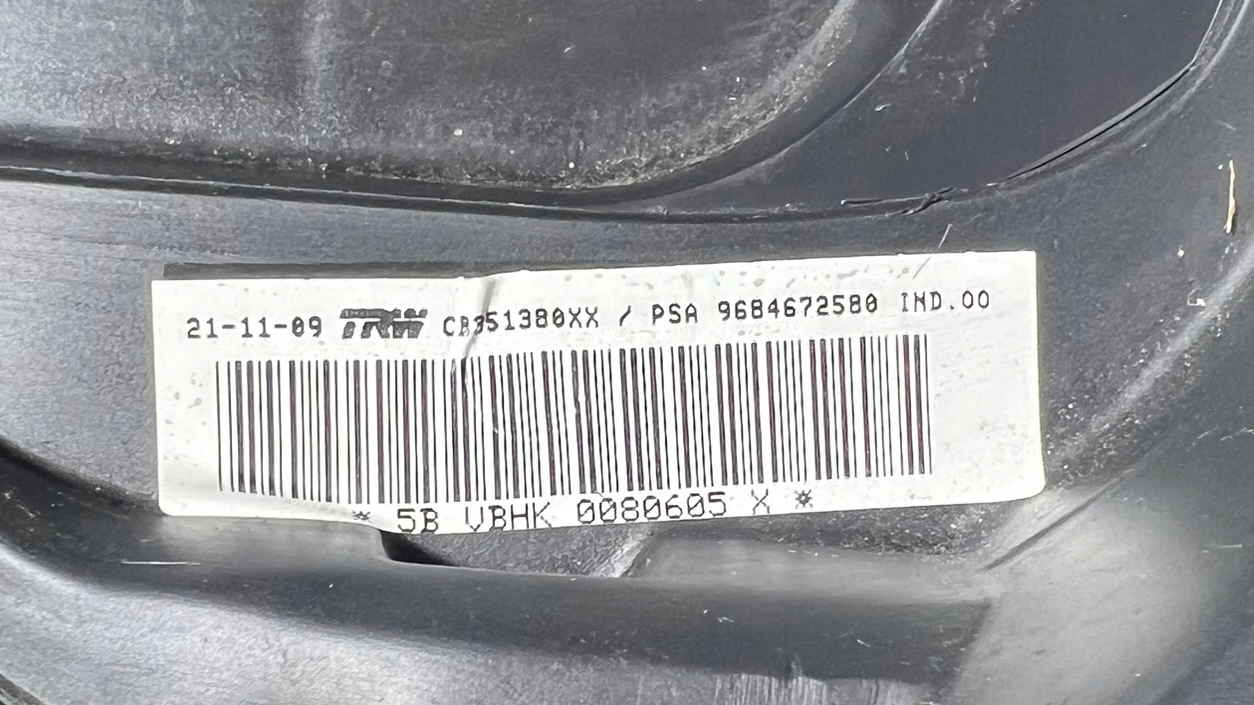 21-11-09 TRW CB351380XX / PSA 9684672580 IND.00
* 5B VBHK 0080605 X *